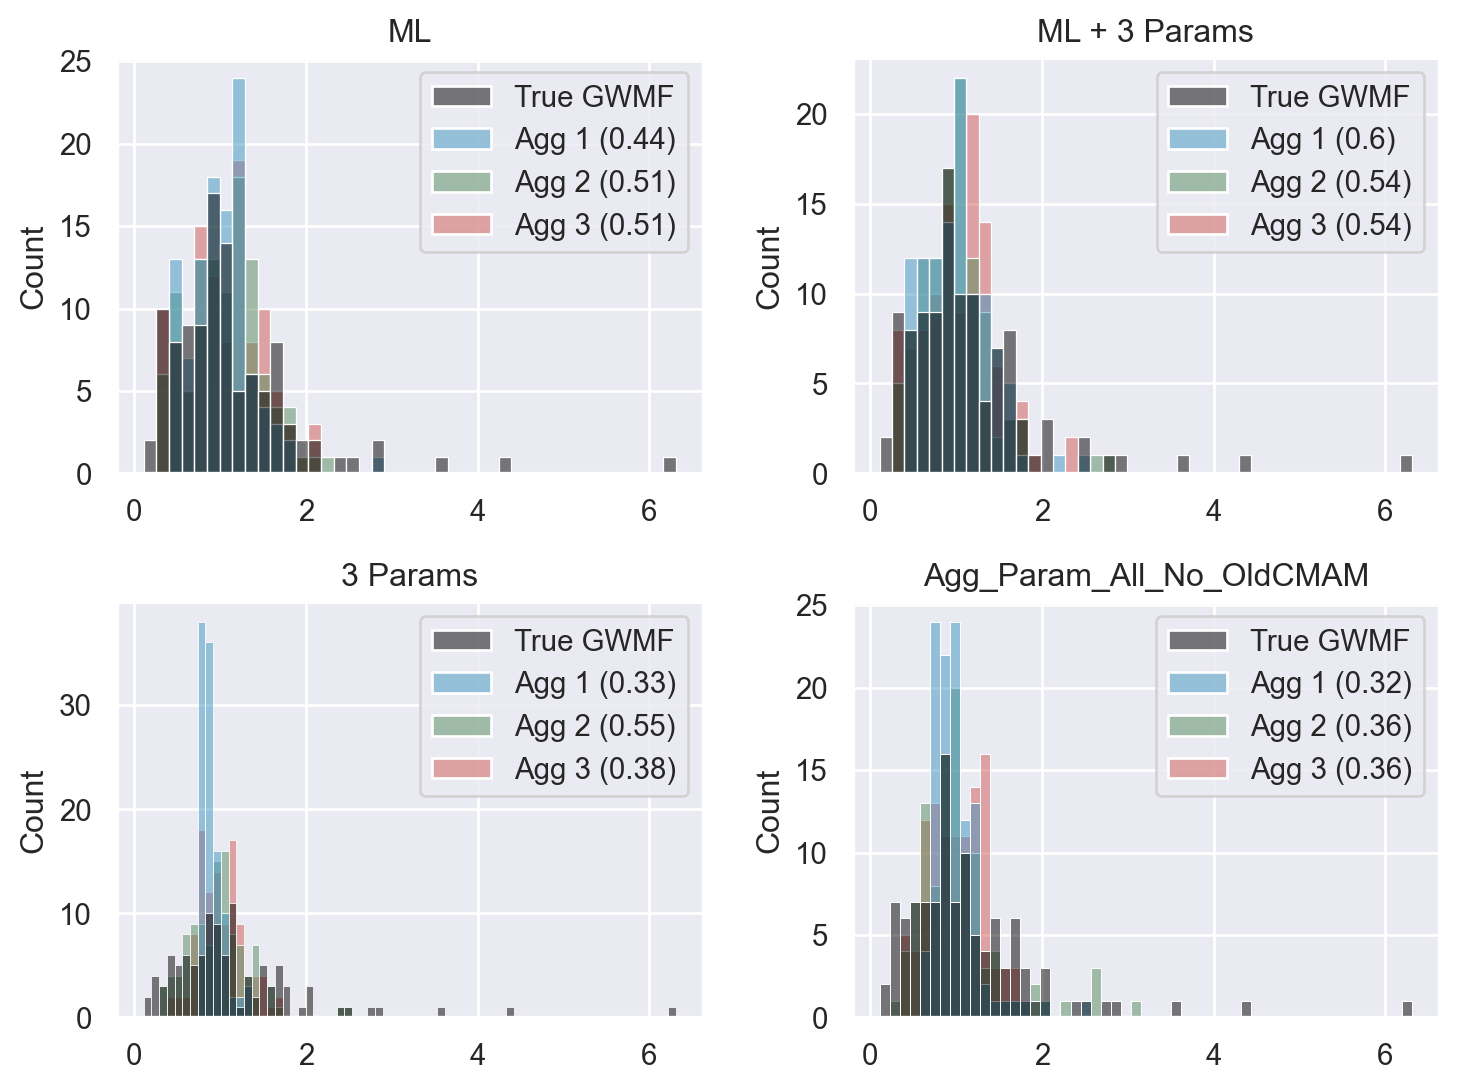 ML
25
20
15
10
5
0
Count
True GWMF
Agg 1 (0.44)
Agg 2 (0.51)
Agg 3 (0.51)
0 2 4 6
ML + 3 Params
20
15
10
5
0
Count
True GWMF
Agg 1 (0.6)
Agg 2 (0.54)
Agg 3 (0.54)
0 2 4 6
3 Params
30
20
10
0
Count
True GWMF
Agg 1 (0.33)
Agg 2 (0.55)
Agg 3 (0.38)
0 2 4 6
Agg_Param_All_No_OldCMAM
25
20
15
10
5
0
Count
True GWMF
Agg 1 (0.32)
Agg 2 (0.36)
Agg 3 (0.36)
0 2 4 6